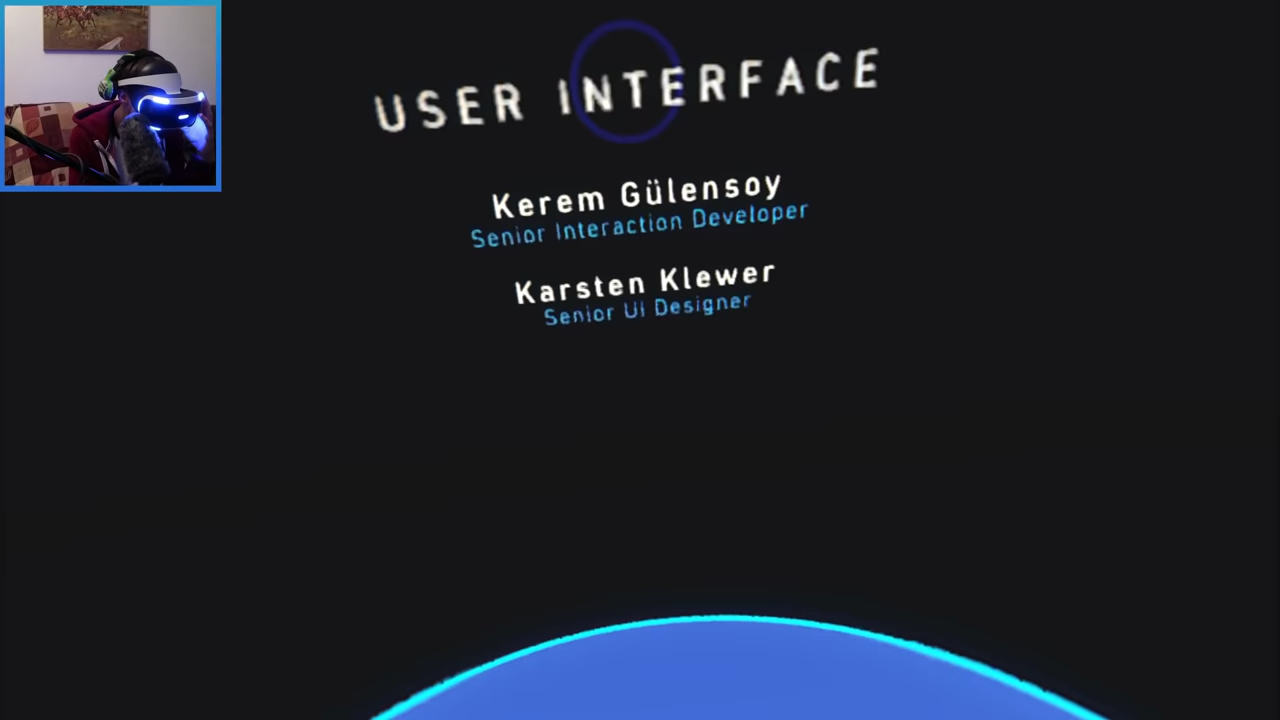 USER INTERFACE
Kerem Gülensoy
Senior Interaction Developer
Karsten Klewer
Senior UI Designer